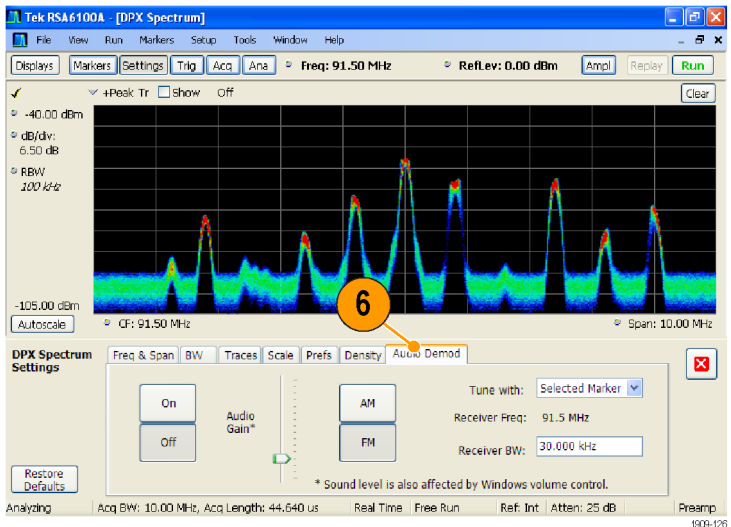 Tek RSA6100A - [DPX Spectrum]
File View Run Markers Setup Tools Window Help
Displays Markers Settings Trig Acq Ana Freq: 91.50 MHz RefLev: 0.00 dBm Ampl Replay Run
+Peak Tr Show Off Clear
-40.00 dBm
dB/div:
6.50 dB
RBW
100 kHz
-105.00 dBm
6
Autoscale CF: 91.50 MHz Span: 10.00 MHz
DPX Spectrum
Settings
Freq & Span BW Traces Scale Prefs Density Audio Demod
On
Off
Audio
Gain*
AM
FM
Tune with: Selected Marker
Receiver Freq: 91.5 MHz
Receiver BW: 30.000 kHz
* Sound level is also affected by Windows volume control.
Restore
Defaults
Analyzing Acq BW: 10.00 MHz, Acq Length: 44.640 us Real Time Free Run Ref: Int Atten: 25 dB Preamp
1909-126